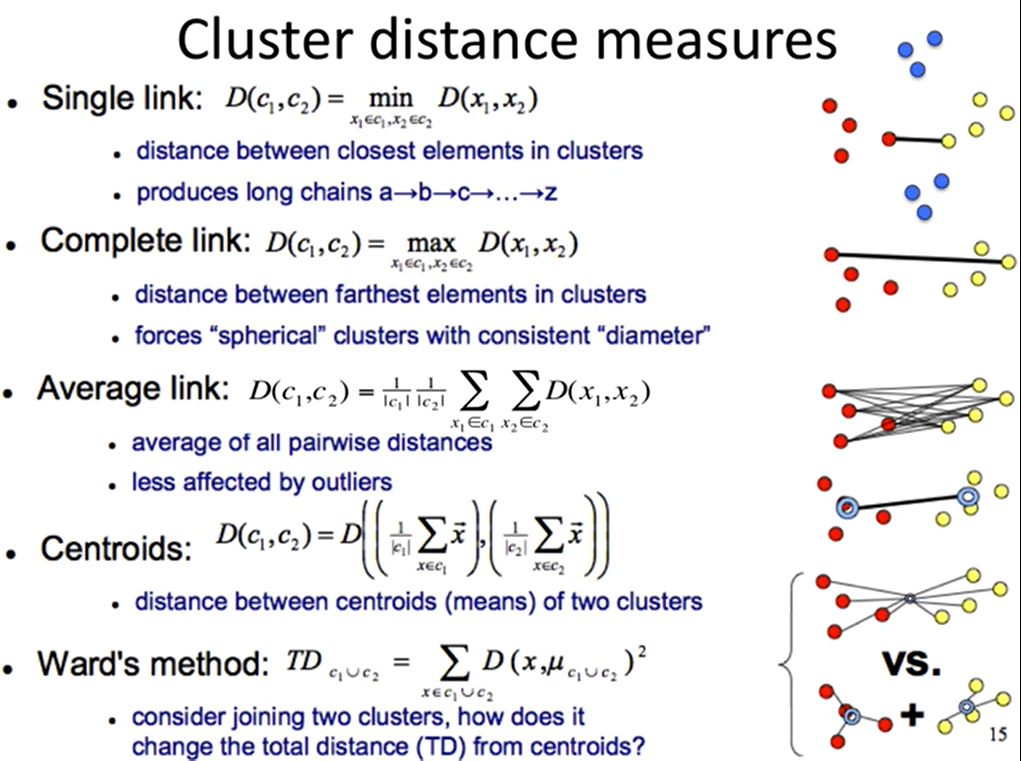 Cluster distance measures
• Single link: D(c₁,c₂) = min_{x₁∈c₁,x₂∈c₂} D(x₁,x₂)
• distance between closest elements in clusters
• produces long chains a→b→c→…→z
• Complete link: D(c₁,c₂) = max_{x₁∈c₁,x₂∈c₂} D(x₁,x₂)
• distance between farthest elements in clusters
• forces “spherical” clusters with consistent “diameter”
• Average link: D(c₁,c₂) = 1/|c₁| 1/|c₂| ∑_{x₁∈c₁} ∑_{x₂∈c₂} D(x₁,x₂)
• average of all pairwise distances
• less affected by outliers
• Centroids: D(c₁,c₂) = D((1/|c₁| ∑_{x∈c₁} x⃗), (1/|c₂| ∑_{x∈c₂} x⃗))
• distance between centroids (means) of two clusters
• Ward's method: TD_{c₁∪c₂} = ∑_{x∈c₁∪c₂} D(x,μ_{c₁∪c₂})²
• consider joining two clusters, how does it
change the total distance (TD) from centroids?
vs.
+
15